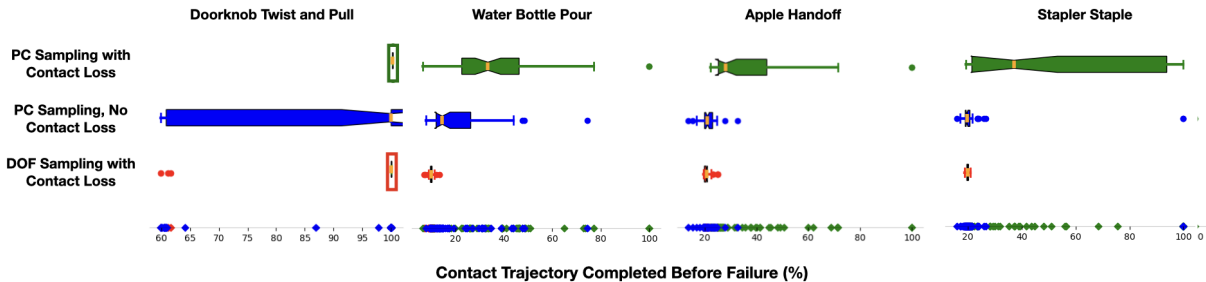 Doorknob Twist and Pull
Water Bottle Pour
Apple Handoff
Stapler Staple
PC Sampling with
Contact Loss
PC Sampling, No
Contact Loss
DOF Sampling with
Contact Loss
60 65 70 75 80 85 90 95 100
20 40 60 80 100
20 40 60 80 100
20 40 60 80 100 0
Contact Trajectory Completed Before Failure (%)